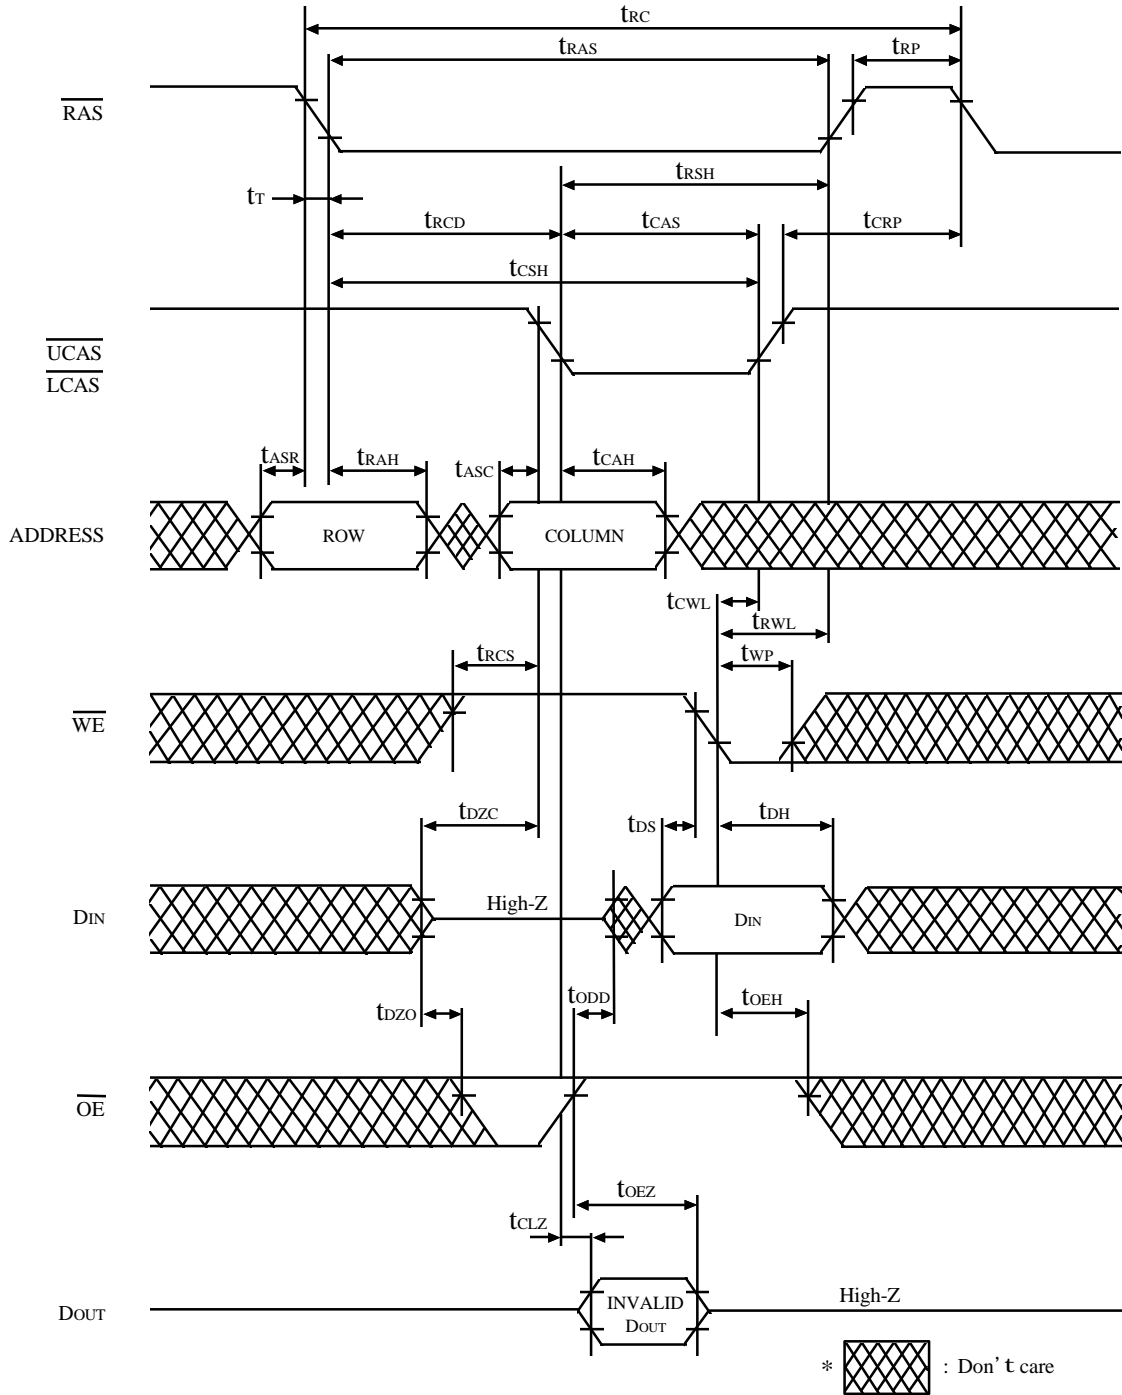 tRC
tRAS
tRP
RAS
tRSH
tT
tRCD
tCAS
tCRP
tCSH
UCAS
LCAS
tASR
tRAH
tASC
tCAH
ADDRESS
ROW
COLUMN
tCWL
tRWL
tRCS
tWP
WE
tDZC
tDS
tDH
DIN
High-Z
DIN
tDZO
tODD
tOEH
OE
tOEZ
tCLZ
DOUT
INVALID
DOUT
High-Z
* : Don't care